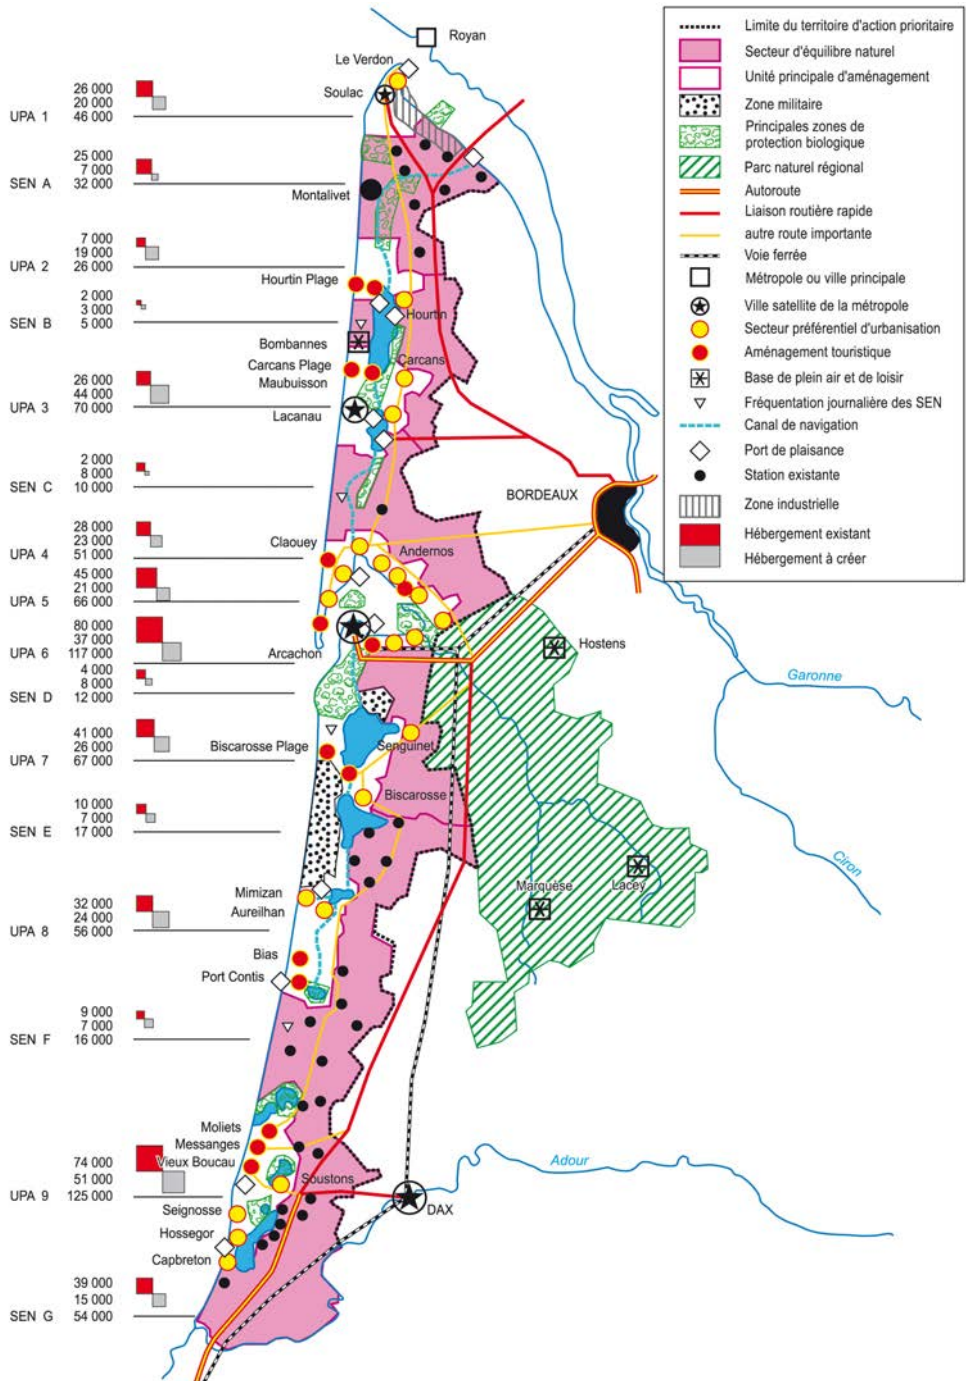 Royan
Le Verdon
Soulac
26 000
20 000
UPA 1 46 000
25 000
7 000
SEN A 32 000
Montalivet
7 000
19 000
UPA 2 26 000
Hourtin Plage
2 000
3 000
SEN B 5 000
Hourtin
Bombannes
Carcans Plage
Carcans
Maubuisson
26 000
44 000
UPA 3 70 000
Lacanau
2 000
8 000
SEN C 10 000
BORDEAUX
28 000
23 000
UPA 4 51 000
Claouey
Andernos
45 000
21 000
UPA 5 66 000
80 000
37 000
UPA 6 117 000
Arcachon
Hostens
4 000
8 000
SEN D 12 000
Garonne
41 000
26 000
UPA 7 67 000
Biscarosse Plage
Senguinet
Biscarosse
10 000
7 000
SEN E 17 000
Ciron
Marquèse
Lacey
Mimizan
Aureilhan
32 000
24 000
UPA 8 56 000
Bias
Port Contis
9 000
7 000
SEN F 16 000
Moliets
Messanges
Vieux Boucau
Soustons
Adour
DAX
74 000
51 000
UPA 9 125 000
Seignosse
Hossegor
Capbreton
39 000
15 000
SEN G 54 000
Limite du territoire d'action prioritaire
Secteur d'équilibre naturel
Unité principale d'aménagement
Zone militaire
Principales zones de
protection biologique
Parc naturel régional
Autoroute
Liaison routière rapide
autre route importante
Voie ferrée
Métropole ou ville principale
Ville satellite de la métropole
Secteur préférentiel d'urbanisation
Aménagement touristique
Base de plein air et de loisir
Fréquentation journalière des SEN
Canal de navigation
Port de plaisance
Station existante
Zone industrielle
Hébergement existant
Hébergement à créer